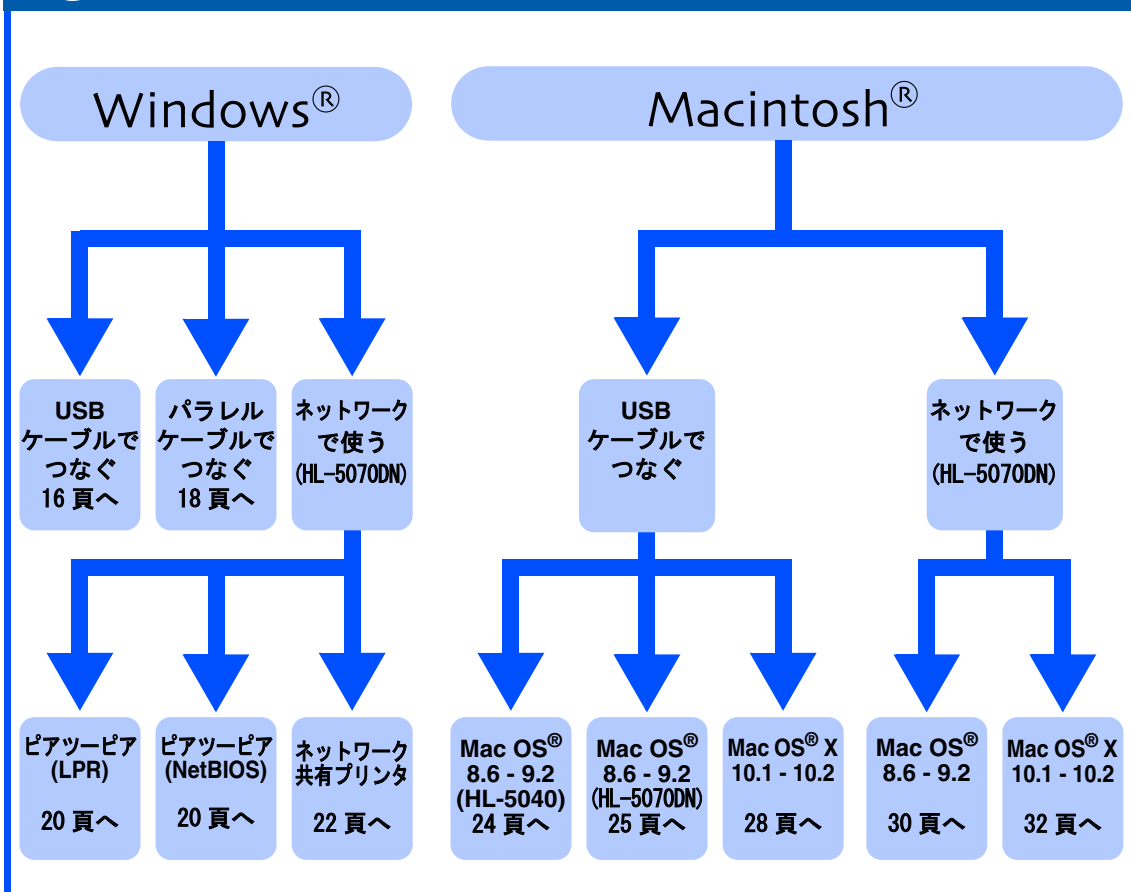 Windows®
Macintosh®
USB
ケーブルで
つなぐ
16 頁へ
パラレル
ケーブルで
つなぐ
18 頁へ
ネットワーク
で使う
(HL-5070DN)
USB
ケーブルで
つなぐ
ネットワーク
で使う
(HL-5070DN)
ピアツーピア
(LPR)
20 頁へ
ピアツーピア
(NetBIOS)
20 頁へ
ネットワーク
共有プリンタ
22 頁へ
Mac OS®
8.6 - 9.2
(HL-5040)
24 頁へ
Mac OS®
8.6 - 9.2
(HL-5070DN)
25 頁へ
Mac OS® X
10.1 - 10.2
28 頁へ
Mac OS®
8.6 - 9.2
30 頁へ
Mac OS® X
10.1 - 10.2
32 頁へ